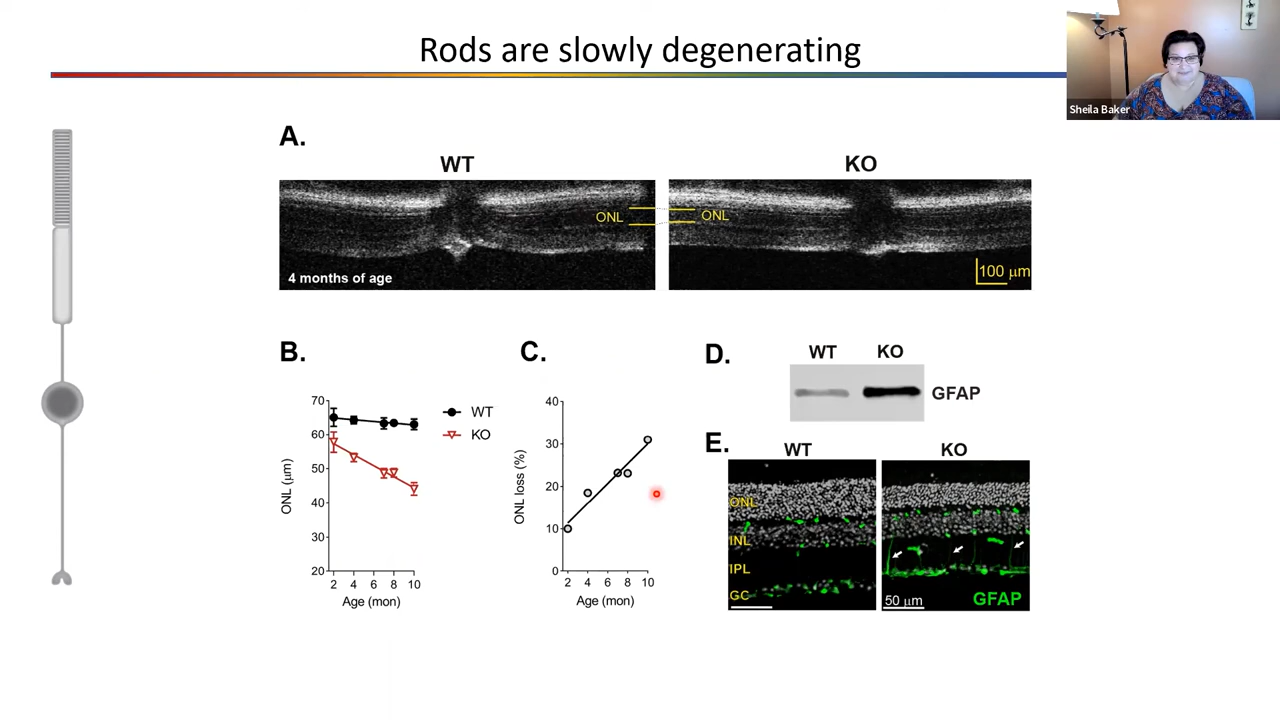 Rods are slowly degenerating
Sheila Baker
A.
WT
KO
ONL
ONL
4 months of age
100 μm
B.
70
60
50
40
30
20
ONL (μm)
2 4 6 8 10
Age (mon)
WT
KO
C.
40
30
20
10
0
ONL loss (%)
2 4 6 8 10
Age (mon)
D.
WT KO
GFAP
E.
WT
KO
ONL
INL
IPL
GC
50 μm
GFAP